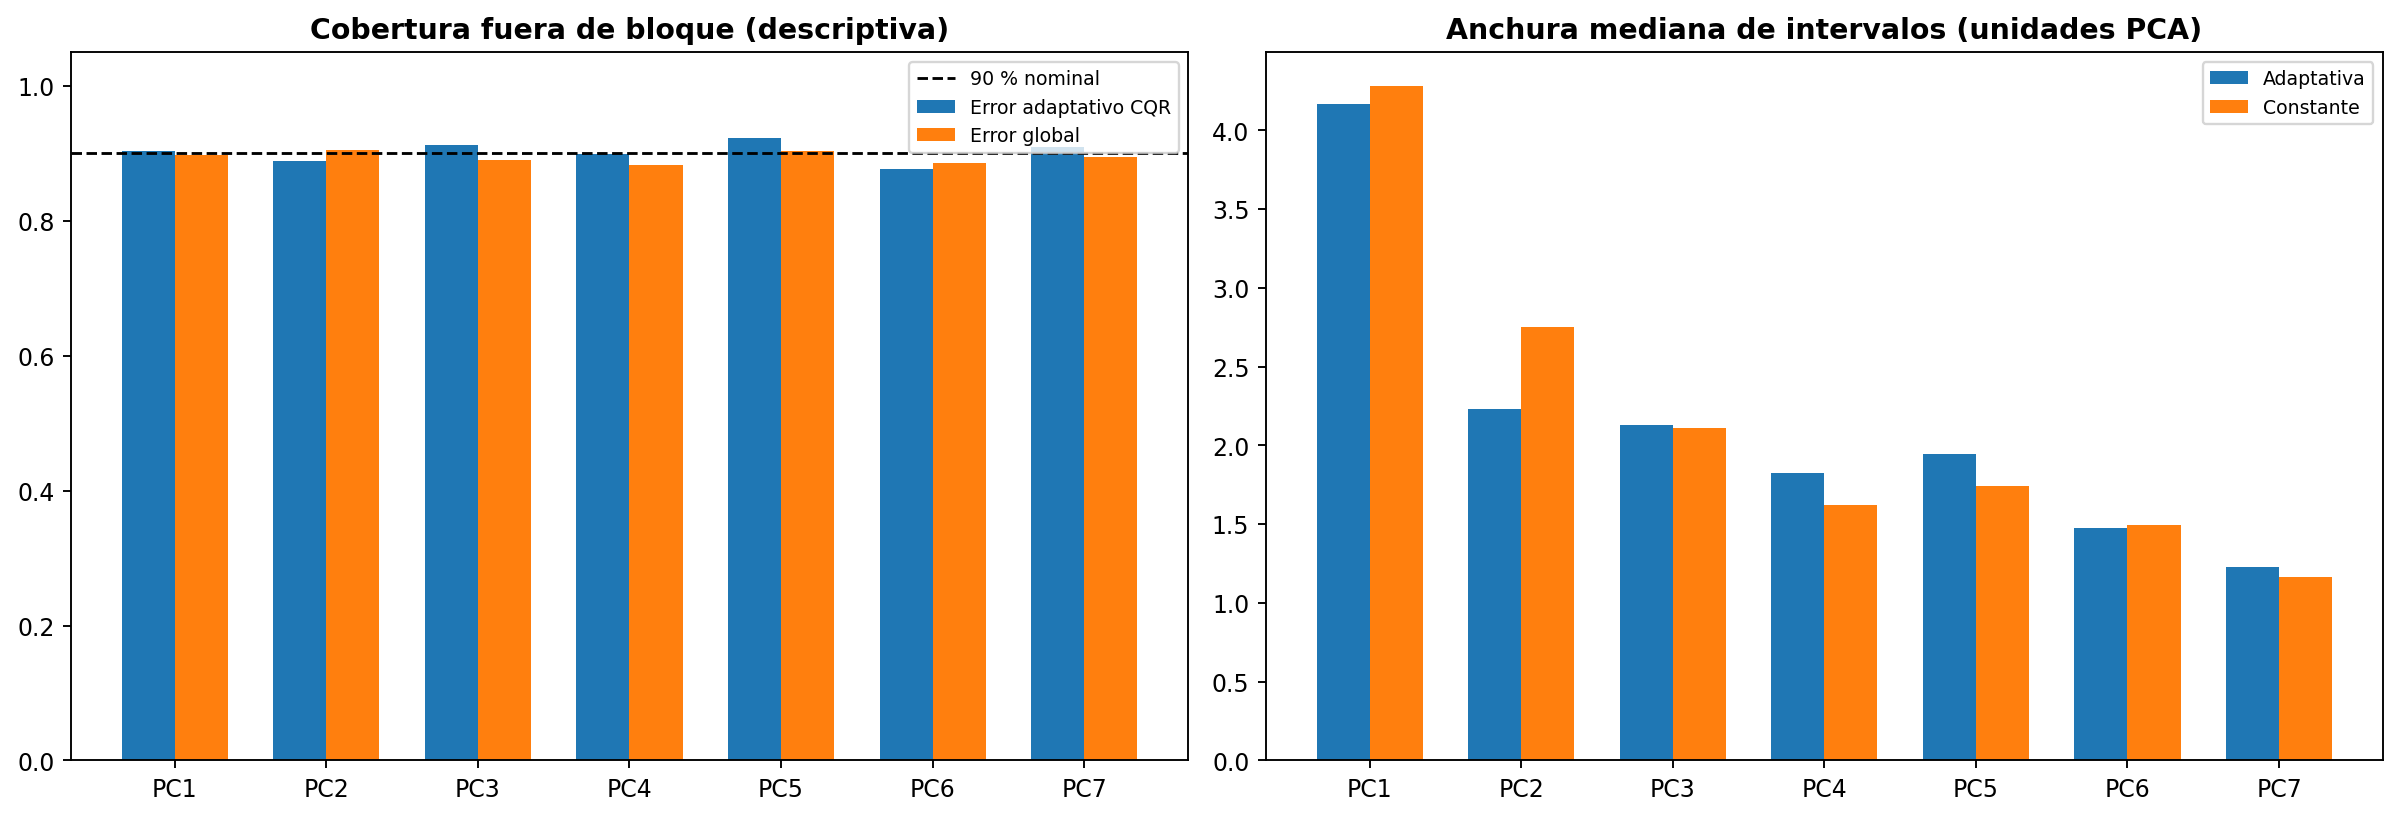 Cobertura fuera de bloque (descriptiva)
1.0
0.8
0.6
0.4
0.2
0.0
90 % nominal
Error adaptativo CQR
Error global
PC1 PC2 PC3 PC4 PC5 PC6 PC7
Anchura mediana de intervalos (unidades PCA)
4.0
3.5
3.0
2.5
2.0
1.5
1.0
0.5
0.0
Adaptativa
Constante
PC1 PC2 PC3 PC4 PC5 PC6 PC7